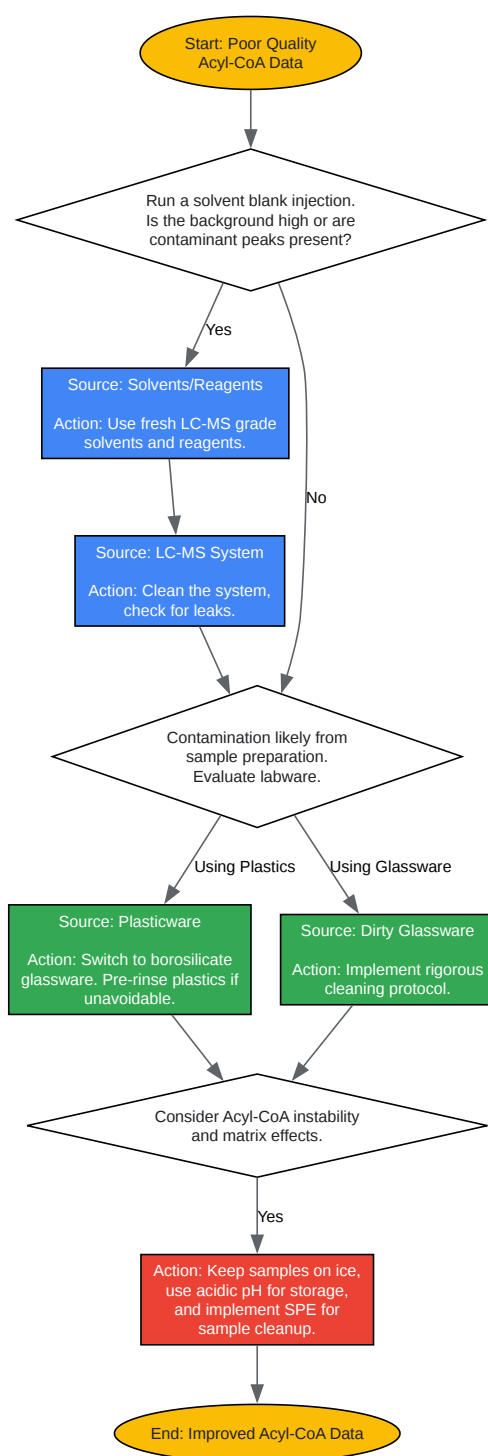 Start: Poor Quality
Acyl-CoA Data
Run a solvent blank injection.
Is the background high or are
contaminant peaks present?
Yes
Source: Solvents/Reagents
Action: Use fresh LC-MS grade
solvents and reagents.
No
Source: LC-MS System
Action: Clean the system,
check for leaks.
Contamination likely from
sample preparation.
Evaluate labware.
Using Plastics
Using Glassware
Source: Plasticware
Action: Switch to borosilicate
glassware. Pre-rinse plastics if
unavoidable.
Source: Dirty Glassware
Action: Implement rigorous
cleaning protocol.
Consider Acyl-CoA instability
and matrix effects.
Yes
Action: Keep samples on ice,
use acidic pH for storage,
and implement SPE for
sample cleanup.
End: Improved Acyl-CoA Data